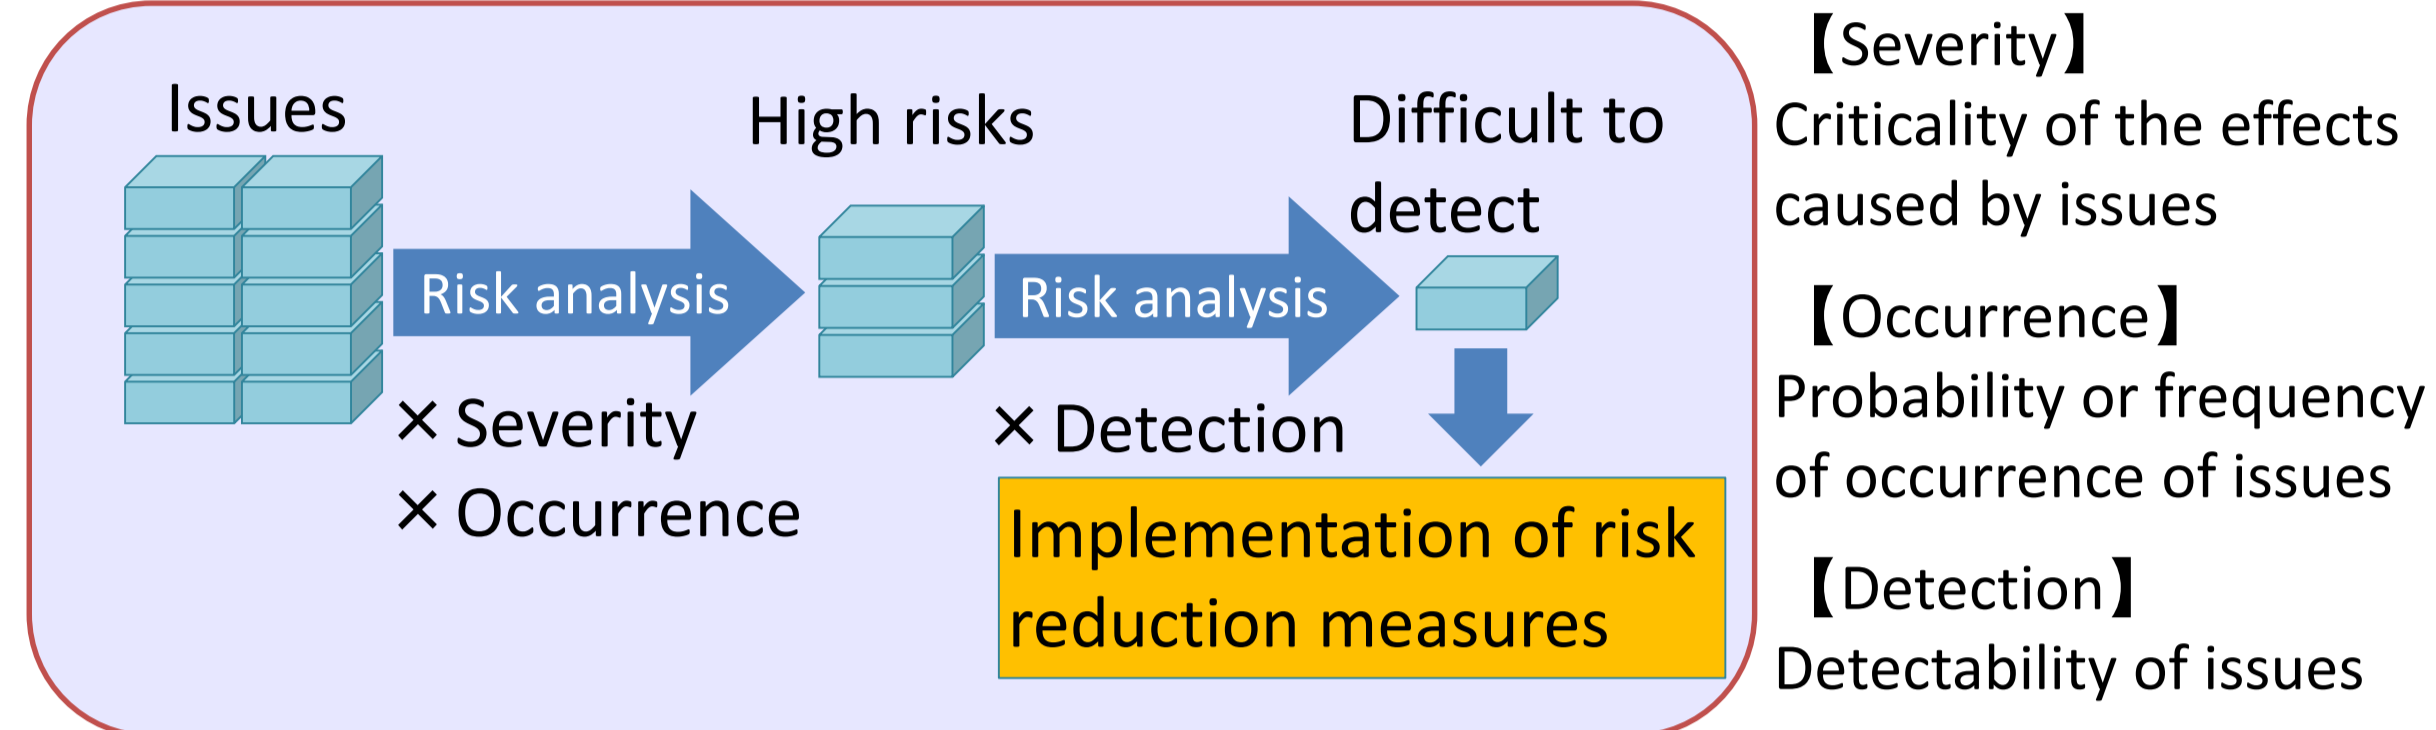 Issues
High risks
Difficult to
detect
Risk analysis
Risk analysis
× Severity
× Occurrence
× Detection
Implementation of risk
reduction measures
【Severity】
Criticality of the effects
caused by issues
【Occurrence】
Probability or frequency
of occurrence of issues
【Detection】
Detectability of issues